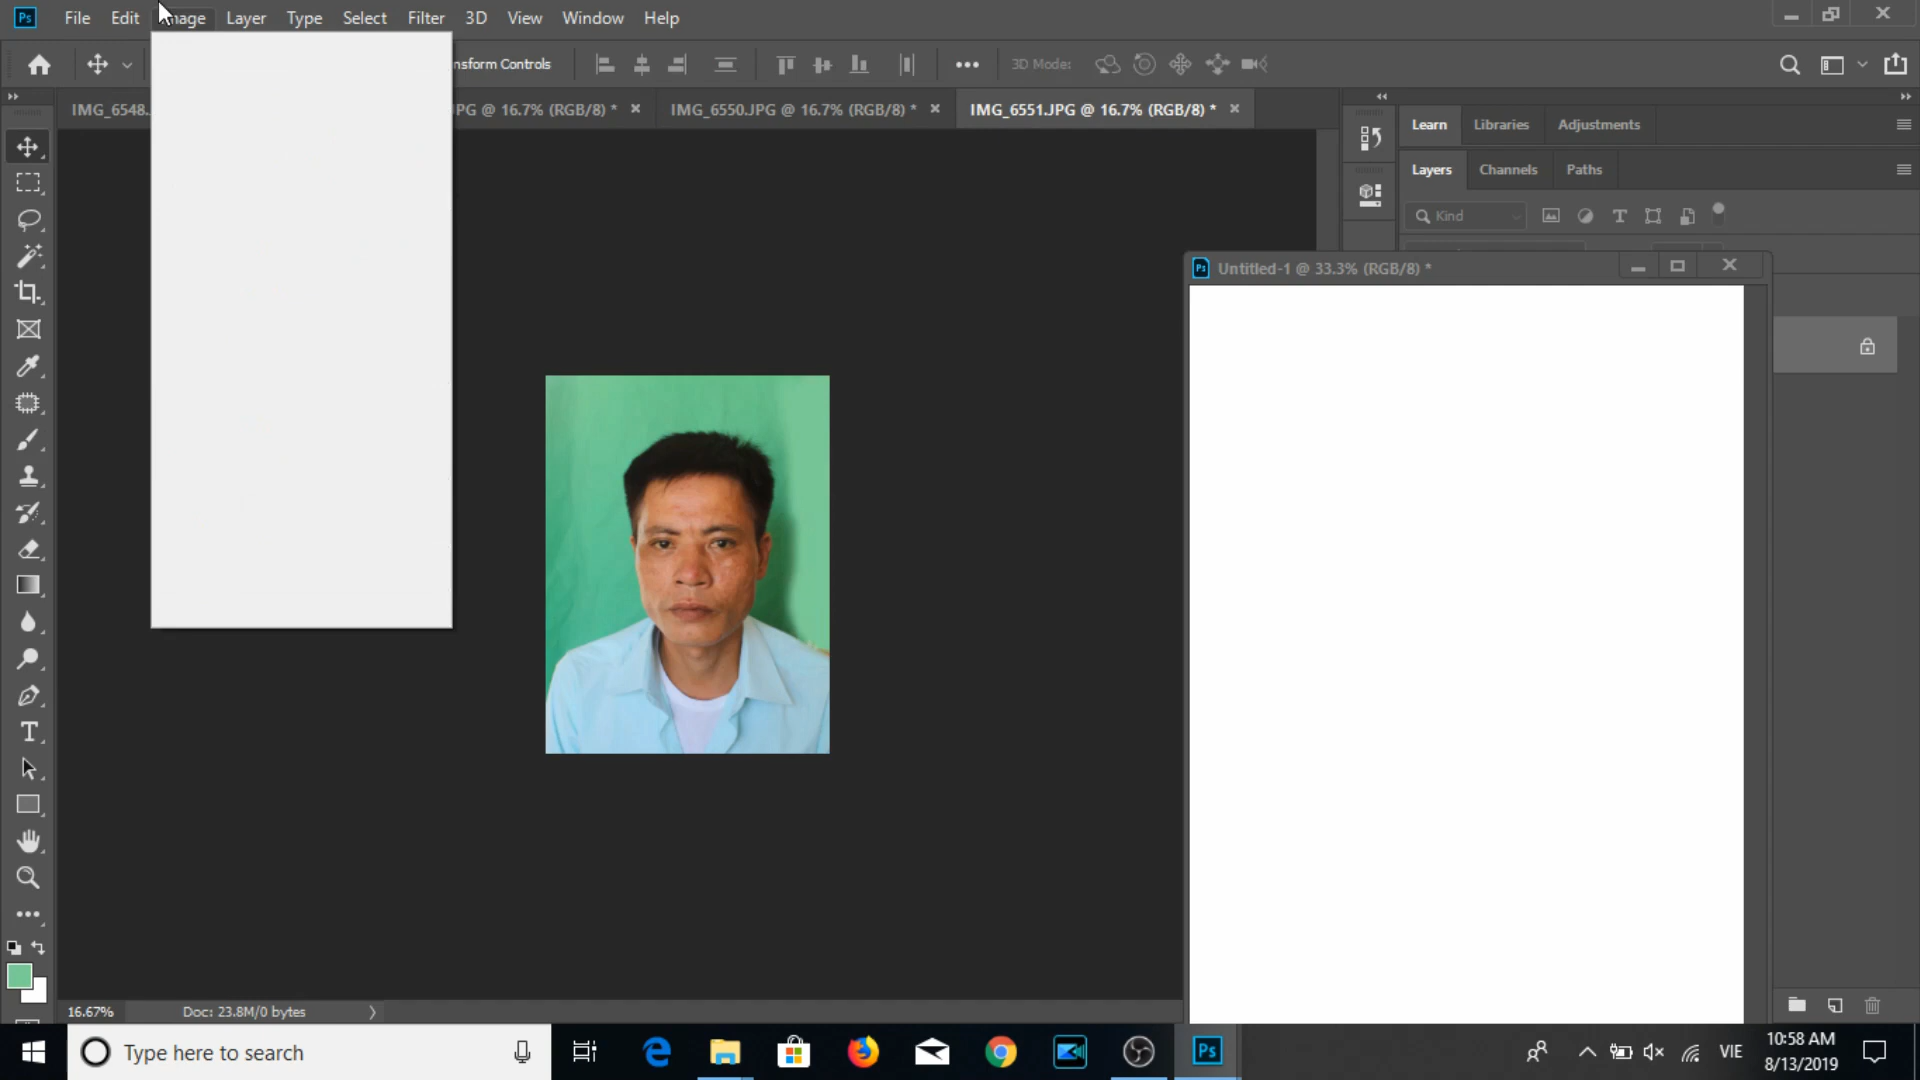 Ps File Edit Image Layer Type Select Filter 3D View Window Help
nsform Controls 3D Mode:
IMG_6548. JPG @ 16.7% (RGB/8) * IMG_6550.JPG @ 16.7% (RGB/8) * IMG_6551.JPG @ 16.7% (RGB/8) *
Learn Libraries Adjustments
Layers Channels Paths
Kind
Ps Untitled-1 @ 33.3% (RGB/8) *
16.67% Doc: 23.8M/0 bytes
Type here to search Ps VIE 10:58 AM
8/13/2019